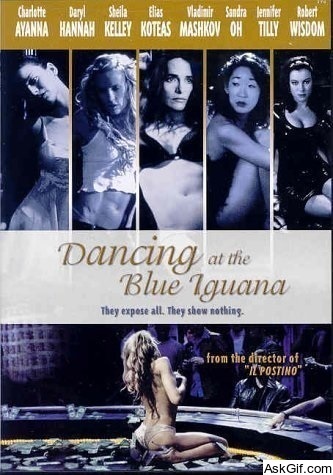 Charlotte Daryl Sheila Elias Vladimir Sandra Jennifer Robert
AYANNA HANNAH KELLEY KOTEAS MASHKOV OH TILLY WISDOM
Dancing at the
Blue Iguana
They expose all. They show nothing.
from the director of
"IL POSTINO"
AskGif.com